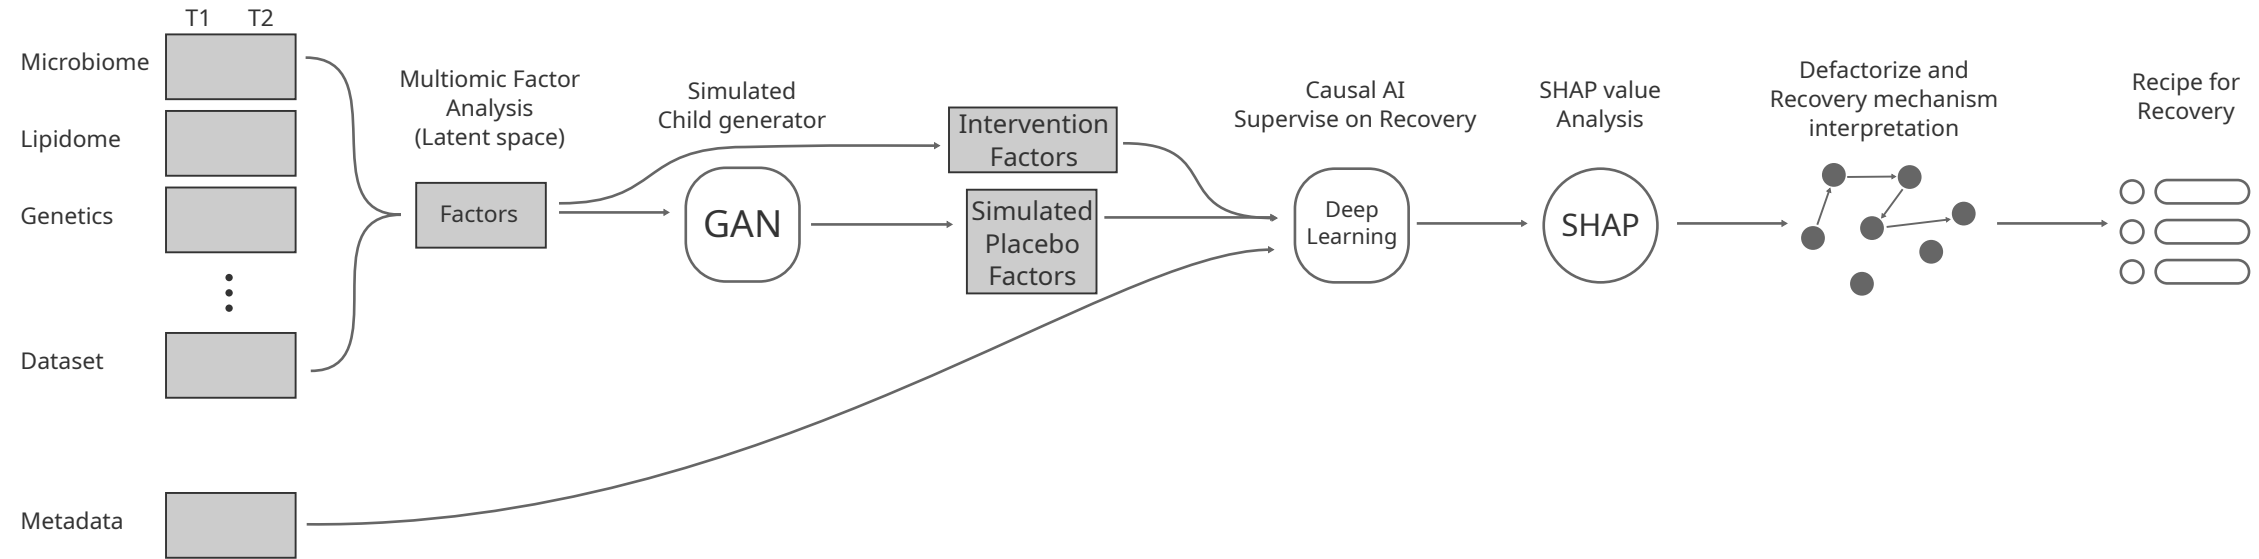 T1 T2
Microbiome
Lipidome
Genetics
Dataset
Metadata
Multiomic Factor
Analysis
(Latent space)
Factors
Simulated
Child generator
GAN
Intervention
Factors
Simulated
Placebo
Factors
Causal AI
Supervise on Recovery
Deep
Learning
SHAP value
Analysis
SHAP
Defactorize and
Recovery mechanism
interpretation
Recipe for
Recovery